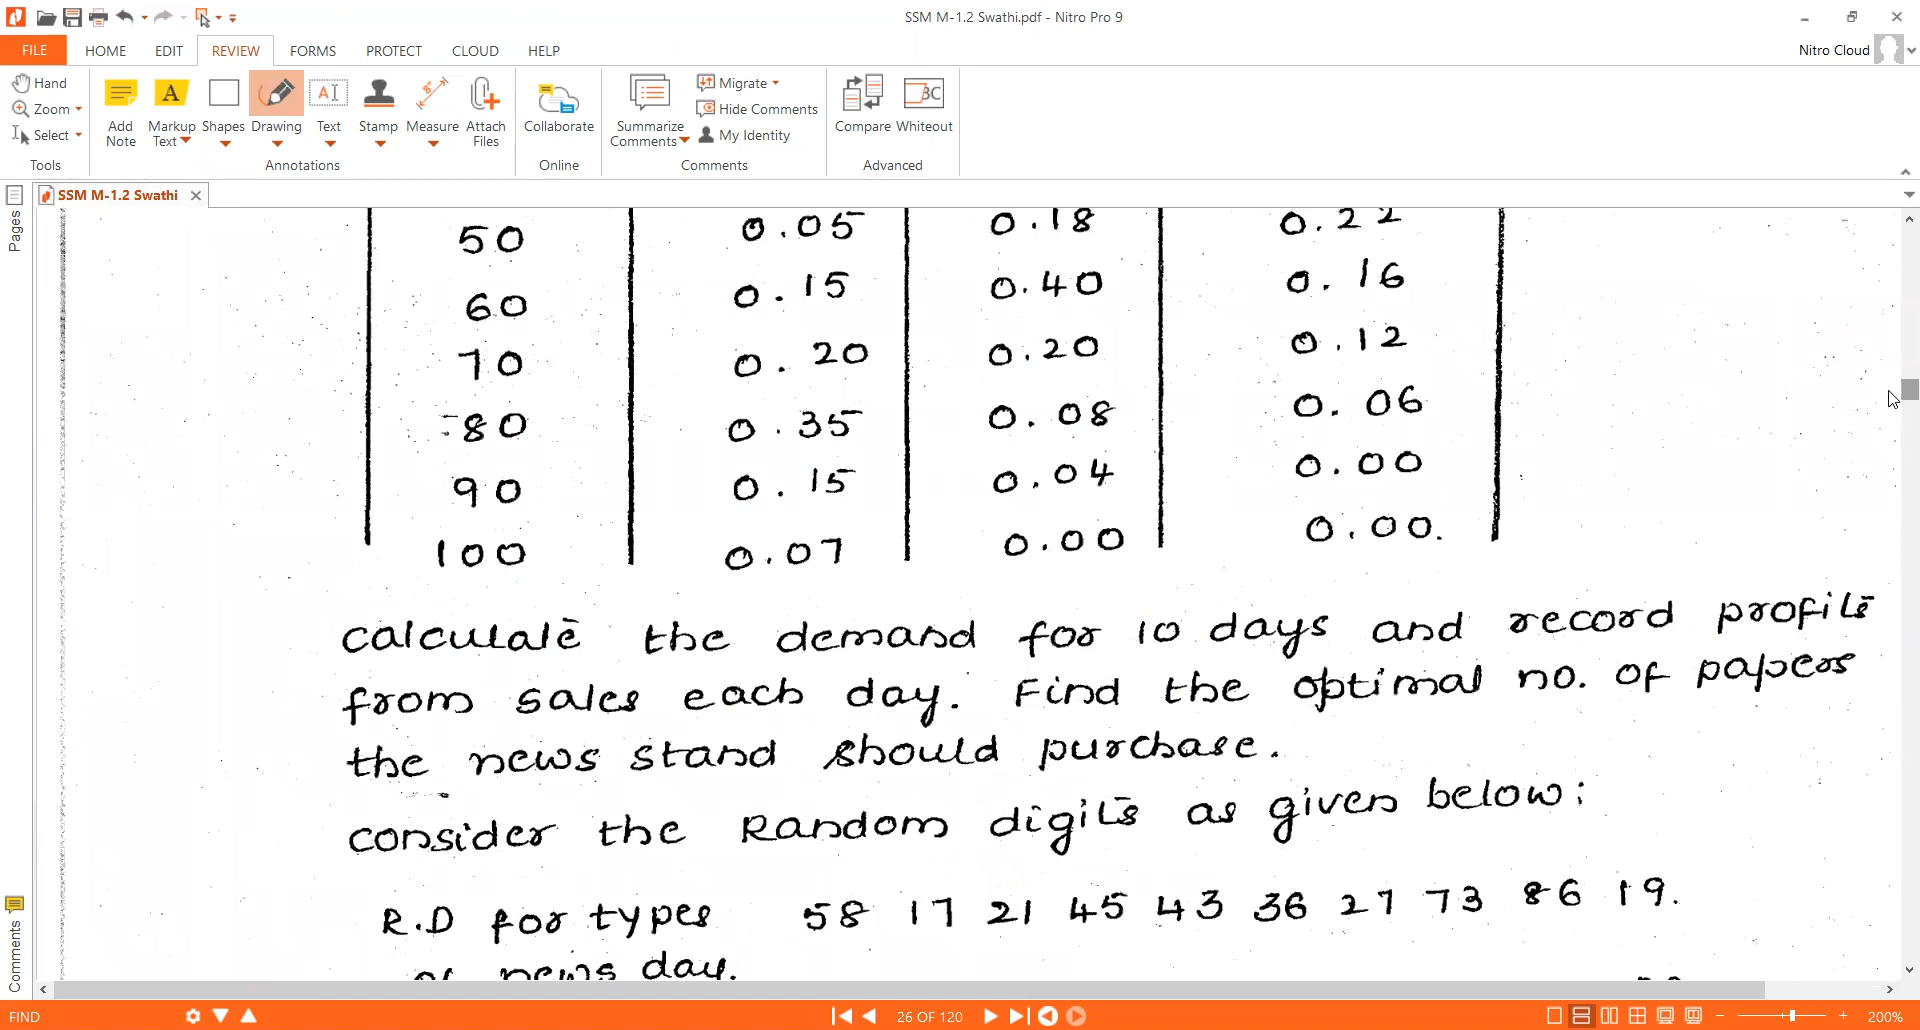 SSM M-1.2 Swathi.pdf - Nitro Pro 9
FILE HOME EDIT REVIEW FORMS PROTECT CLOUD HELP
Nitro Cloud
Hand
Zoom
Select
Tools
Add Note
Markup Text
Shapes
Drawing
Text
Stamp
Measure
Attach Files
Annotations
Collaborate
Online
Summarize Comments
Migrate
Hide Comments
My Identity
Comments
Compare
Whiteout
Advanced
Pages
SSM M-1.2 Swathi
50 0.05 0.18 0.22
60 0.15 0.40 0.16
70 0.20 0.20 0.12
80 0.35 0.08 0.06
90 0.15 0.04 0.00
100 0.07 0.00 0.00.
calculate the demand for 10 days and record profits
from sales each day. Find the optimal no. of papers
the news stand should purchase.
consider the Random digits as given below:
R.D for types 58 17 21 45 43 36 27 73 86 19.
of news day.
Comments
FIND
26 OF 120
200%